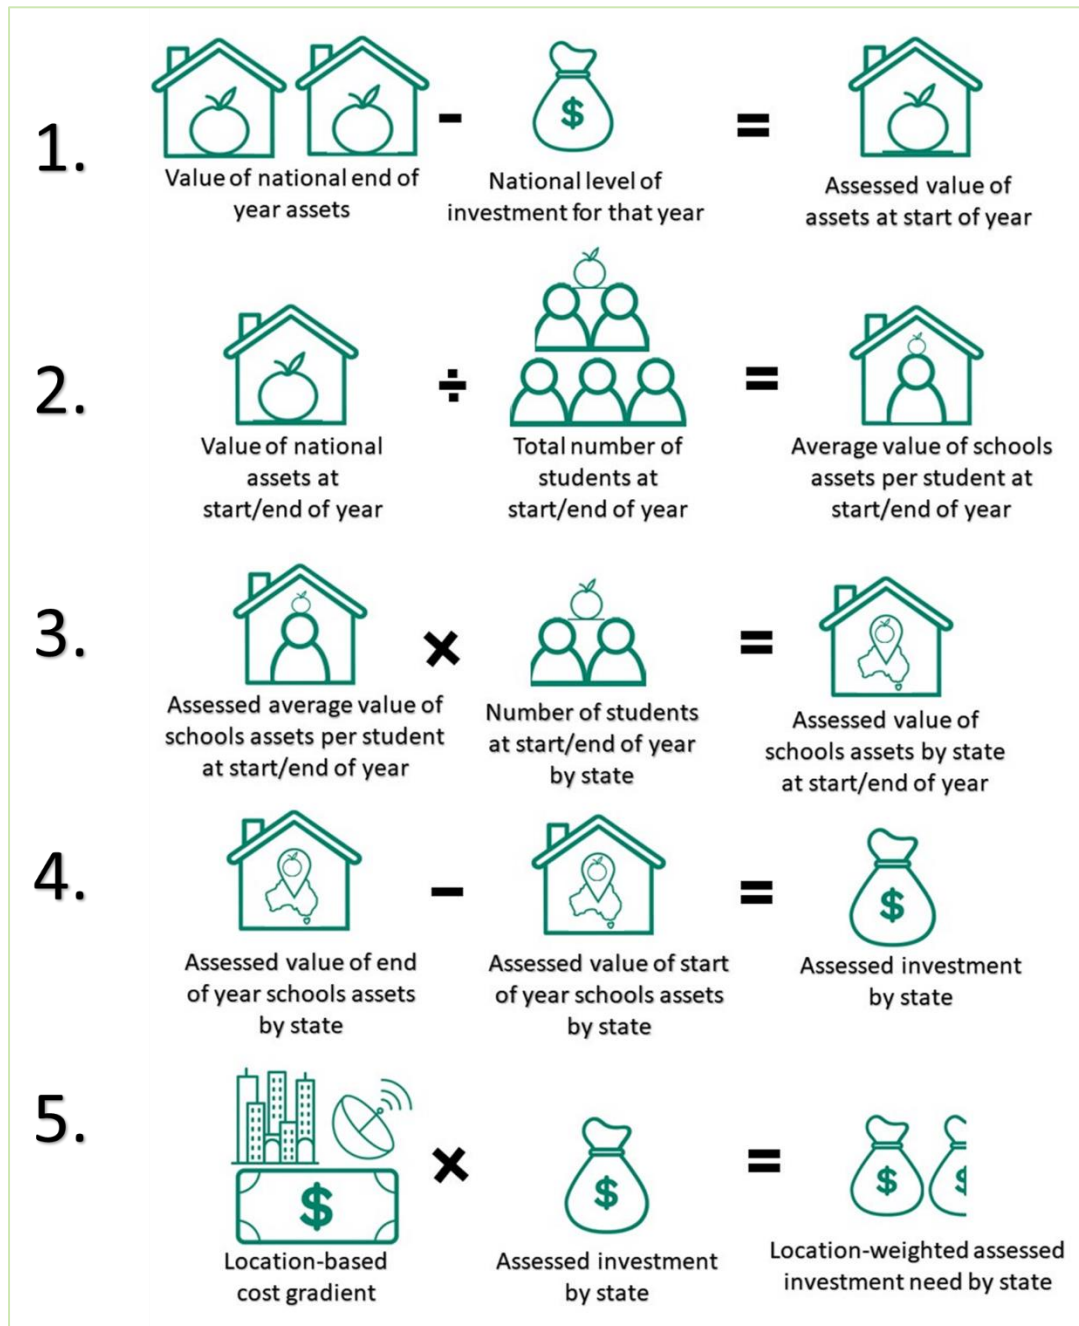 1.
$
-
=
Value of national end of
year assets
National level of
investment for that year
Assessed value of
assets at start of year
2.
÷
=
Value of national
assets at
start/end of year
Total number of
students at
start/end of year
Average value of schools
assets per student at
start/end of year
3.
×
=
Assessed average value of
schools assets per student
at start/end of year
Number of students
at start/end of year
by state
Assessed value of
schools assets by state
at start/end of year
4.
-
=
$
Assessed value of end
of year schools assets
by state
Assessed value of start
of year schools assets
by state
Assessed investment
by state
5.
$
×
$
=
$
$
Location-based
cost gradient
Assessed investment
by state
Location-weighted assessed
investment need by state